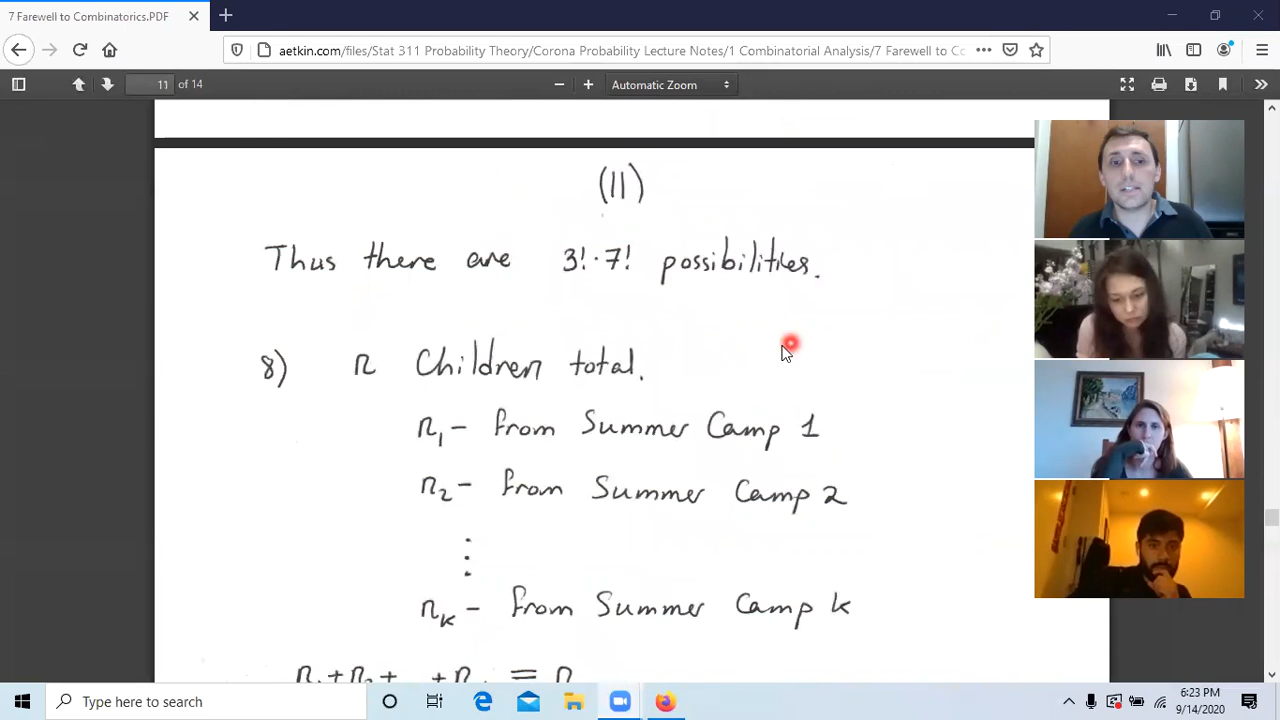 7 Farewell to Combinatorics.PDF
aetkin.com/files/Stat 311 Probability Theory/Corona Probability Lecture Notes/1 Combinatorial Analysis/7 Farewell to Co
11 of 14
Automatic Zoom
(11)
Thus there are 3!·7! possibilities.
8) n Children total.
n₁ - from Summer Camp 1
n₂ - from Summer Camp 2
⋮
nₖ - from Summer Camp k
n₁+n₂+ +n = n
Type here to search
6:23 PM
9/14/2020